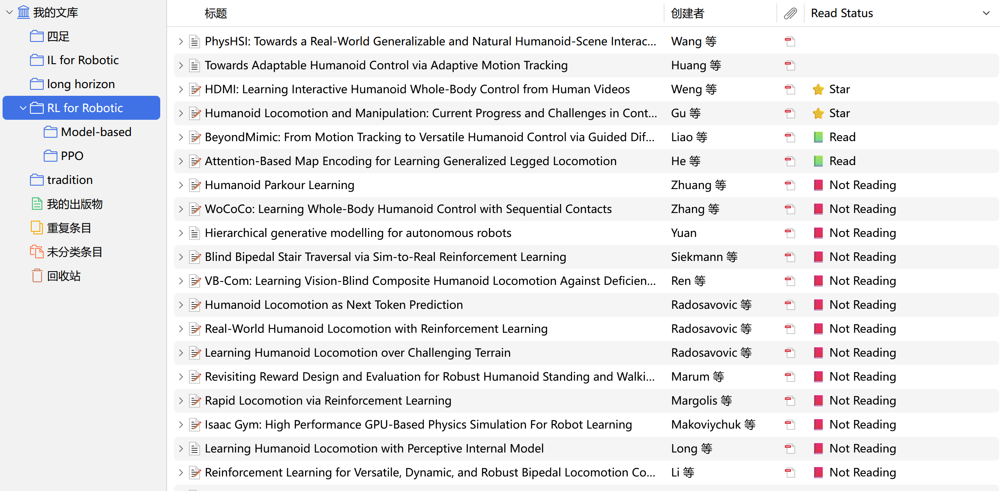 我的文库
四足
IL for Robotic
long horizon
RL for Robotic
Model-based
PPO
tradition
我的出版物
重复条目
未分类条目
回收站
标题 创建者 Read Status
PhysHSI: Towards a Real-World Generalizable and Natural Humanoid-Scene Interac... Wang 等
Towards Adaptable Humanoid Control via Adaptive Motion Tracking Huang 等
HDMI: Learning Interactive Humanoid Whole-Body Control from Human Videos Weng 等 Star
Humanoid Locomotion and Manipulation: Current Progress and Challenges in Cont... Gu 等 Star
BeyondMimic: From Motion Tracking to Versatile Humanoid Control via Guided Dif... Liao 等 Read
Attention-Based Map Encoding for Learning Generalized Legged Locomotion He 等 Read
Humanoid Parkour Learning Zhuang 等 Not Reading
WoCoCo: Learning Whole-Body Humanoid Control with Sequential Contacts Zhang 等 Not Reading
Hierarchical generative modelling for autonomous robots Yuan Not Reading
Blind Bipedal Stair Traversal via Sim-to-Real Reinforcement Learning Siekmann 等 Not Reading
VB-Com: Learning Vision-Blind Composite Humanoid Locomotion Against Deficien... Ren 等 Not Reading
Humanoid Locomotion as Next Token Prediction Radosavovic 等 Not Reading
Real-World Humanoid Locomotion with Reinforcement Learning Radosavovic 等 Not Reading
Learning Humanoid Locomotion over Challenging Terrain Radosavovic 等 Not Reading
Revisiting Reward Design and Evaluation for Robust Humanoid Standing and Walki... Marum 等 Not Reading
Rapid Locomotion via Reinforcement Learning Margolis 等 Not Reading
Isaac Gym: High Performance GPU-Based Physics Simulation For Robot Learning Makoviychuk 等 Not Reading
Learning Humanoid Locomotion with Perceptive Internal Model Long 等 Not Reading
Reinforcement Learning for Versatile, Dynamic, and Robust Bipedal Locomotion Co... Li 等 Not Reading